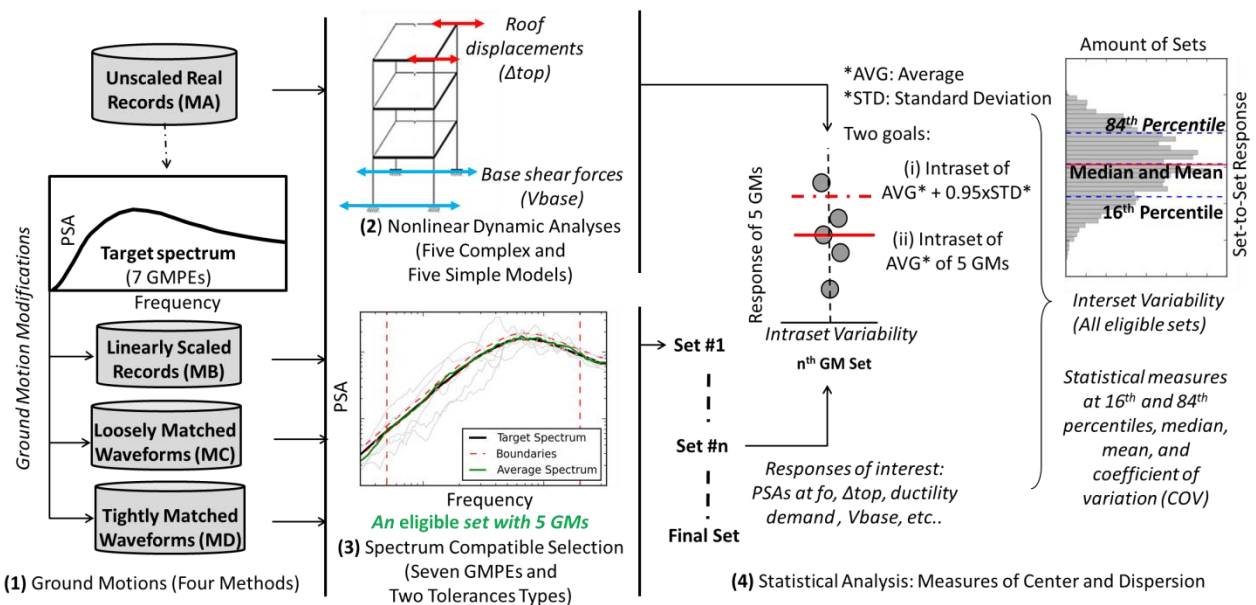 Unscaled Real
Records (MA)
PSA
Target spectrum
(7 GMPEs)
Frequency
Ground Motion Modifications
Linearly Scaled
Records (MB)
Loosely Matched
Waveforms (MC)
Tightly Matched
Waveforms (MD)
(1) Ground Motions (Four Methods)
Roof
displacements
(Δtop)
Base shear forces
(Vbase)
(2) Nonlinear Dynamic Analyses
(Five Complex and
Five Simple Models)
PSA
Target Spectrum
Boundaries
Average Spectrum
Frequency
An eligible set with 5 GMs
(3) Spectrum Compatible Selection
(Seven GMPEs and
Two Tolerances Types)
Set #1
Set #n
Final Set
*AVG: Average
*STD: Standard Deviation
Two goals:
(i) Intraset of
AVG* + 0.95xSTD*
(ii) Intraset of
AVG* of 5 GMs
Response of 5 GMs
Intraset Variability
nth GM Set
Responses of interest:
PSAs at fo, Δtop, ductility
demand , Vbase, etc..
Amount of Sets
84th Percentile
Median and Mean
16th Percentile
Set-to-Set Response
Interset Variability
(All eligible sets)
Statistical measures
at 16th and 84th
percentiles, median,
mean, and
coefficient of
variation (COV)
(4) Statistical Analysis: Measures of Center and Dispersion